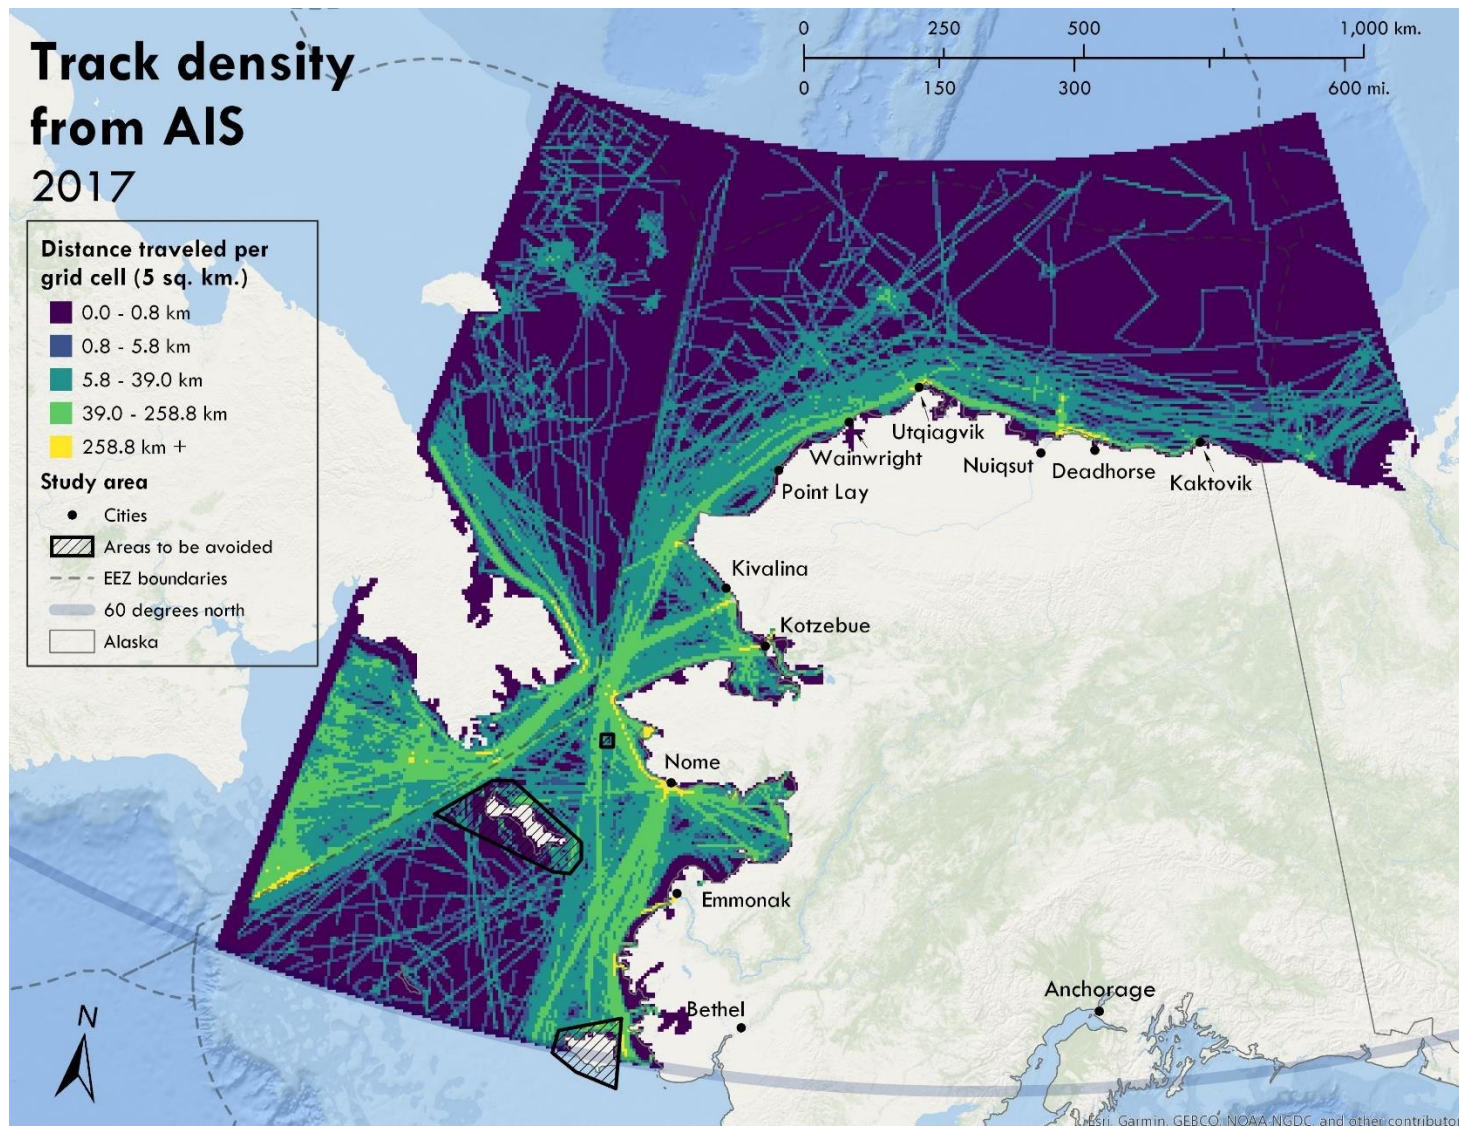 Track density
from AIS
2017
Distance traveled per
grid cell (5 sq. km.)
0.0 - 0.8 km
0.8 - 5.8 km
5.8 - 39.0 km
39.0 - 258.8 km
258.8 km +
Study area
Cities
Areas to be avoided
EEZ boundaries
60 degrees north
Alaska
0 250 500 1,000 km.
0 150 300 600 mi.
Utqiagvik
Wainwright
Nuiqsut
Deadhorse
Kaktovik
Point Lay
Kivalina
Kotzebue
Nome
Emmonak
Bethel
Anchorage
N
Esri, Garmin, GEBCO, NOAA NGDC, and other contributor